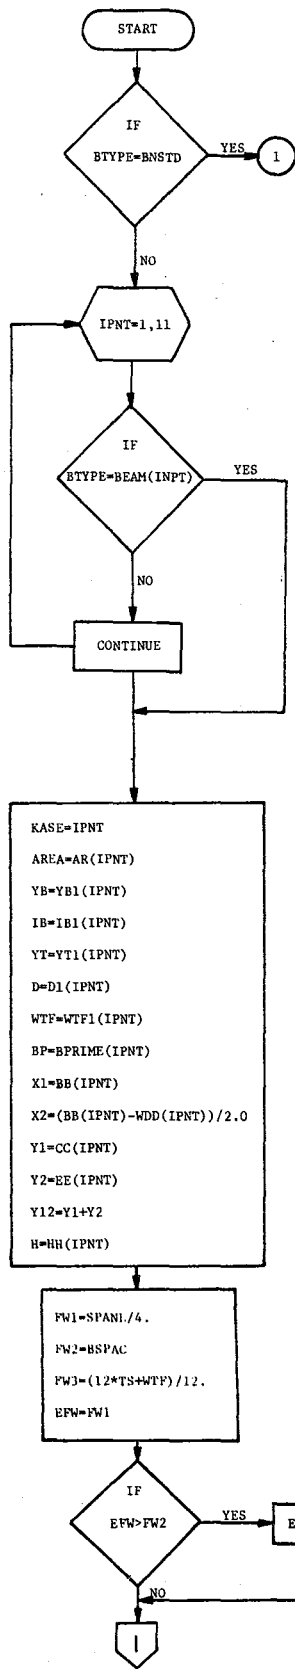 START
IF
BTYPE=BNSTD
YES
1
NO
IPNT=1,11
IF
BTYPE=BEAM(INPT)
YES
NO
CONTINUE
KASE=IPNT
AREA=AR(IPNT)
YB=YB1(IPNT)
IB=IB1(IPNT)
YT=YT1(IPNT)
D=D1(IPNT)
WTF=WTF1(IPNT)
BP=BPRIME(IPNT)
X1=BB(IPNT)
X2=(BB(IPNT)-WDD(IPNT))/2.0
Y1=CC(IPNT)
Y2=EE(IPNT)
Y12=Y1+Y2
H=HH(IPNT)
FW1=SPANL/4.
FW2=BSPAC
FW3=(12*TS+WTF)/12.
EFW=FW1
IF
EFW>FW2
YES
E
NO
1